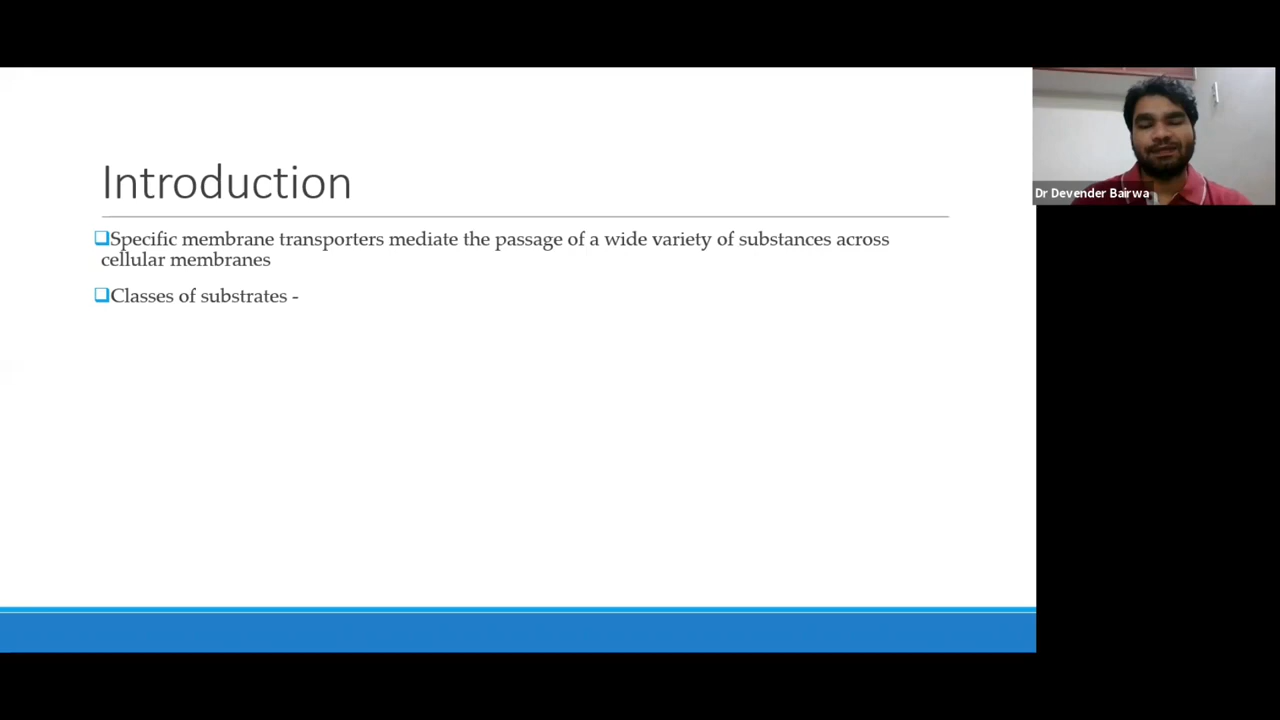 Introduction
Specific membrane transporters mediate the passage of a wide variety of substances across
cellular membranes
Classes of substrates -
Dr Devender Bairwa